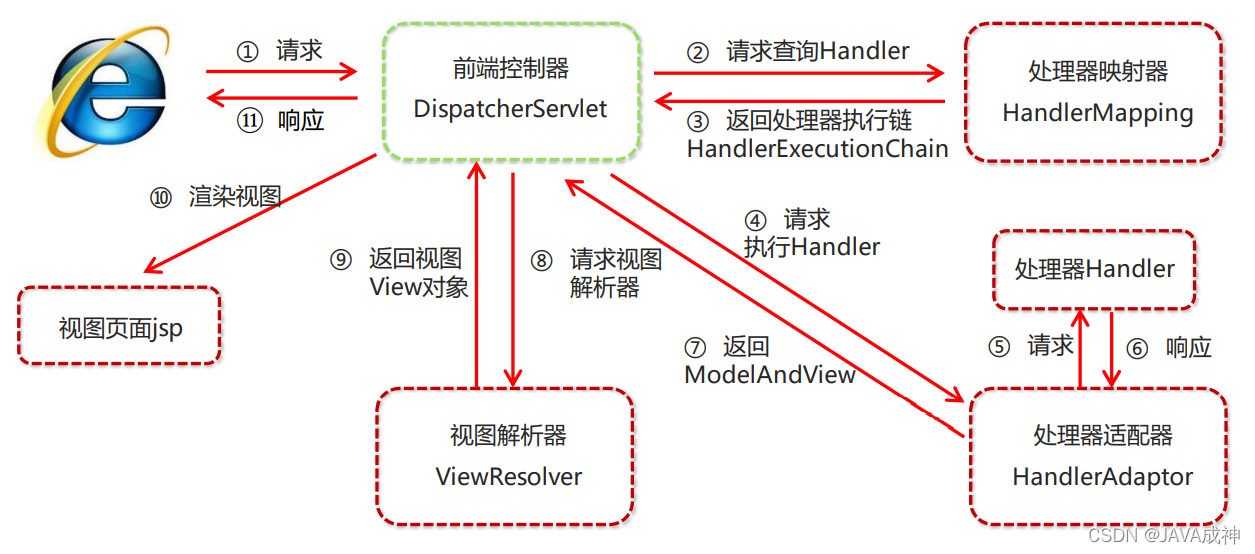 ① 请求
⑪ 响应
前端控制器
DispatcherServlet
② 请求查询Handler
③ 返回处理器执行链
HandlerExecutionChain
处理器映射器
HandlerMapping
⑩ 渲染视图
⑨ 返回视图
View对象
⑧ 请求视图
解析器
④ 请求
执行Handler
处理器Handler
视图页面jsp
⑦ 返回
ModelAndView
⑤ 请求
⑥ 响应
视图解析器
ViewResolver
处理器适配器
HandlerAdaptor
CSDN @JAVA成神